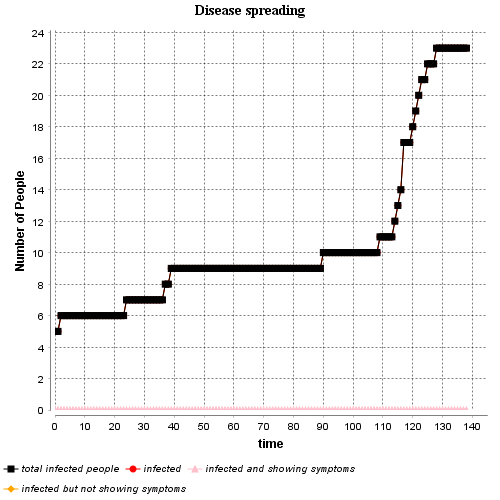 Disease spreading
Number of People
24
22
20
18
16
14
12
10
8
6
4
2
0
0 10 20 30 40 50 60 70 80 90 100 110 120 130 140
time
total infected people infected infected and showing symptoms
infected but not showing symptoms